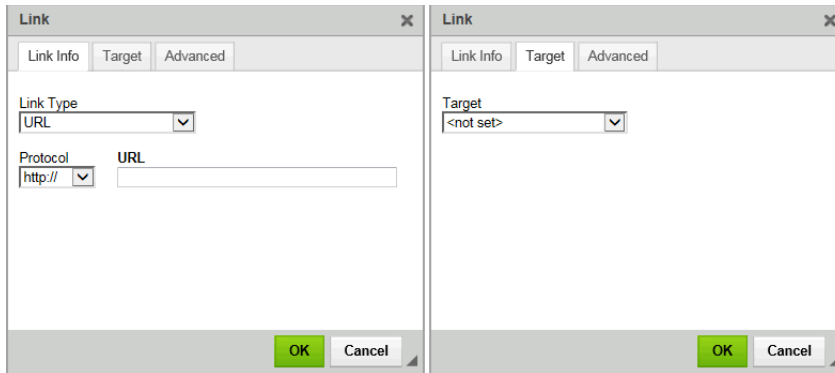 Link
Link Info Target Advanced
Link Type
URL
Protocol URL
http://
OK Cancel
Link
Link Info Target Advanced
Target
<not set>
OK Cancel